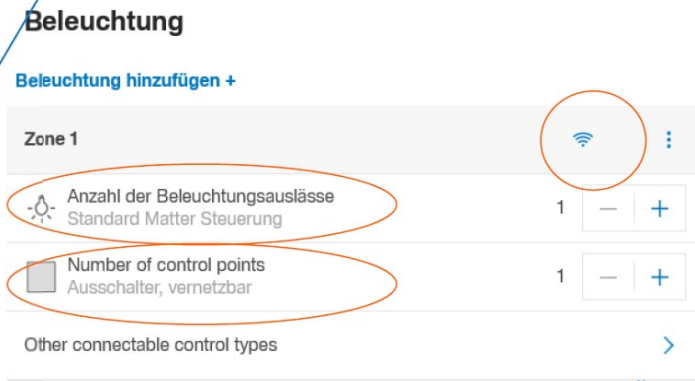 Beleuchtung
Beleuchtung hinzufügen +
Zone 1
Anzahl der Beleuchtungsauslässe
Standard Matter Steuerung
1 — +
Number of control points
Ausschalter, vernetzbar
1 — +
Other connectable control types